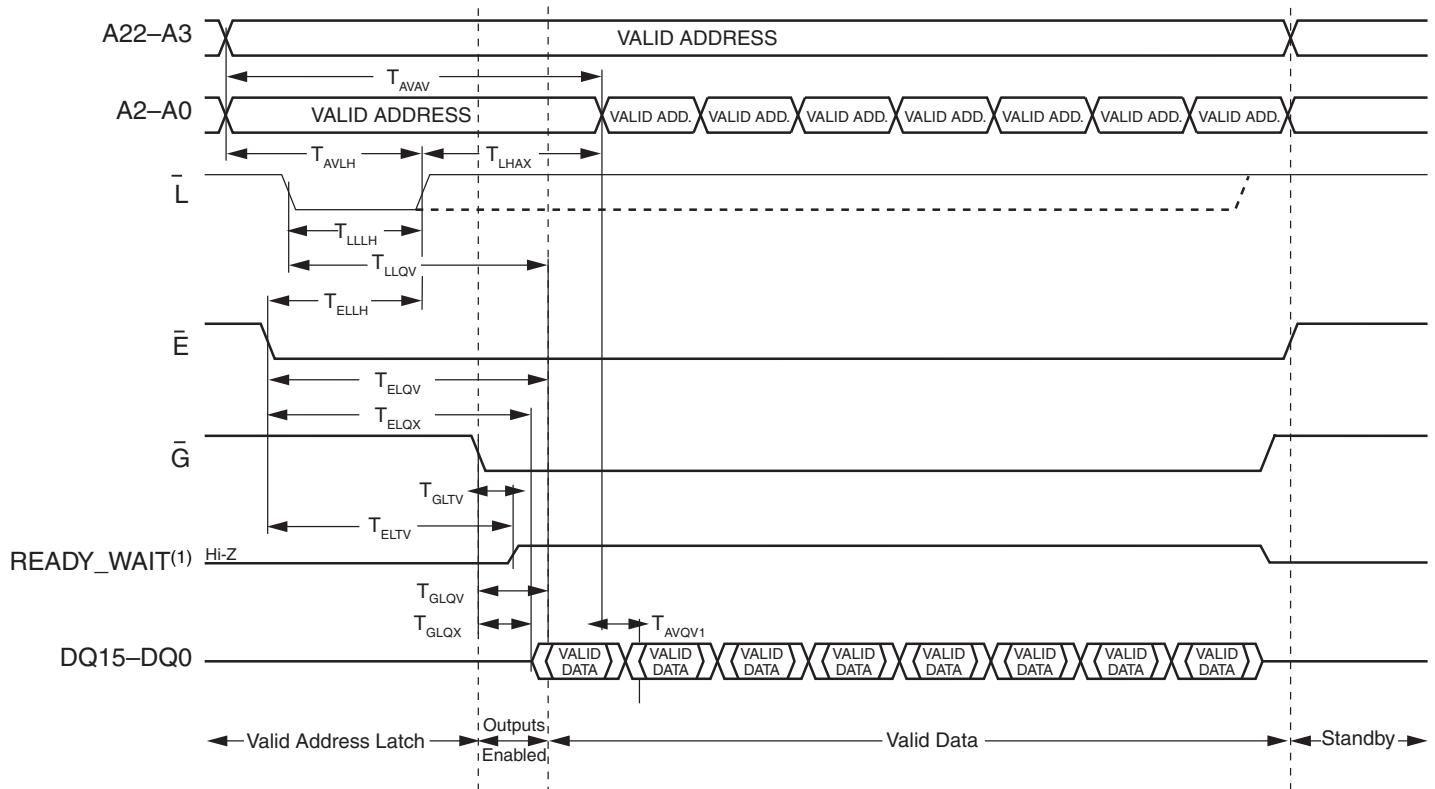 A22–A3
VALID ADDRESS
TAVAV
A2–A0
VALID ADDRESS
VALID ADD.
VALID ADD.
VALID ADD.
VALID ADD.
VALID ADD.
VALID ADD.
VALID ADD.
TAVLH
TLHAX
L̅
TLLLH
TLLQV
TELLH
E̅
TELQV
TELQX
G̅
TGLTV
TELTV
READY_WAIT(1)
Hi-Z
TGLQV
TGLQX
TAVQV1
DQ15–DQ0
VALID DATA
VALID DATA
VALID DATA
VALID DATA
VALID DATA
VALID DATA
VALID DATA
VALID DATA
Valid Address Latch
Outputs Enabled
Valid Data
Standby